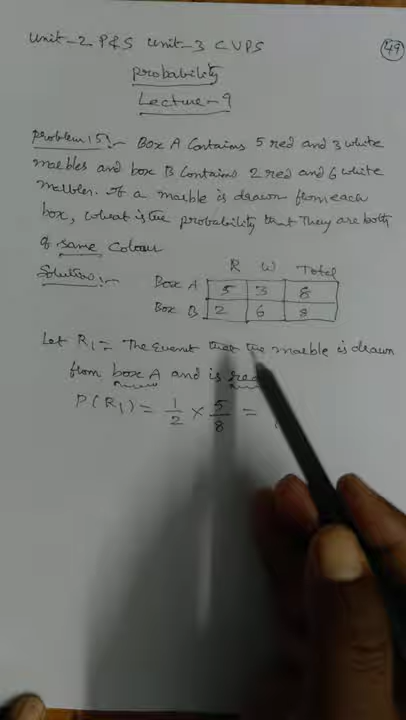 Unit-2 P&S Unit-3 CVPS
49
Probability
Lecture-9
Problem 15:- Box A Contains 5 red and 3 white
marbles and box B Contains 2 red and 6 white
marbles. If a marble is drawn from each
box, what is the probability that they are both
of same colour
Solution:-
R W Total
Box A 5 3 8
Box B 2 6 8
Let R1 = The Event that the marble is drawn
from box A and is red
P(R1) = 1/2 × 5/8 =